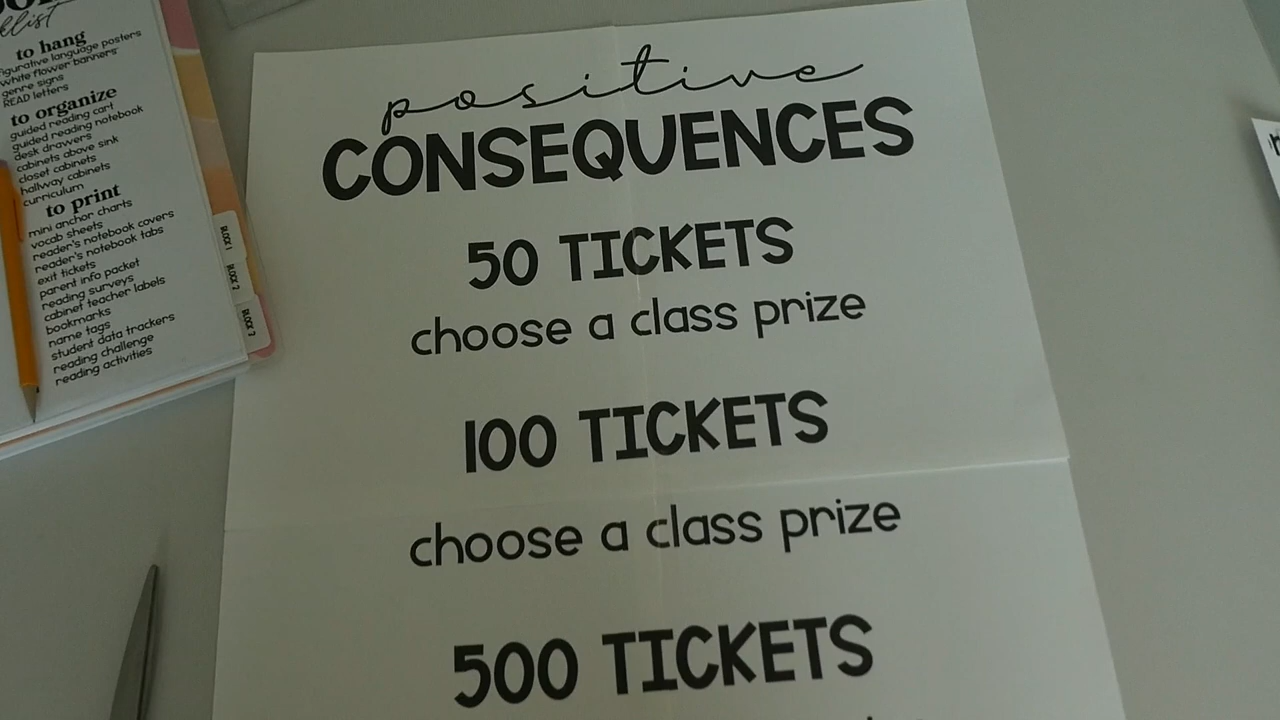 to hang
figurative language posters
white flower banners
genre signs
READ letters
to organize
guided reading cart
guided reading notebook
desk drawers
cabinets above sink
closet cabinets
hallway cabinets
curriculum
to print
mini anchor charts
vocab sheets
reader's notebook covers
reader's notebook tabs
exit tickets
parent info packet
reading surveys
cabinet teacher labels
bookmarks
name tags
student data trackers
reading challenge
reading activities
BLOCK 1
BLOCK 2
BLOCK 3
positive
CONSEQUENCES
50 TICKETS
choose a class prize
100 TICKETS
choose a class prize
500 TICKETS